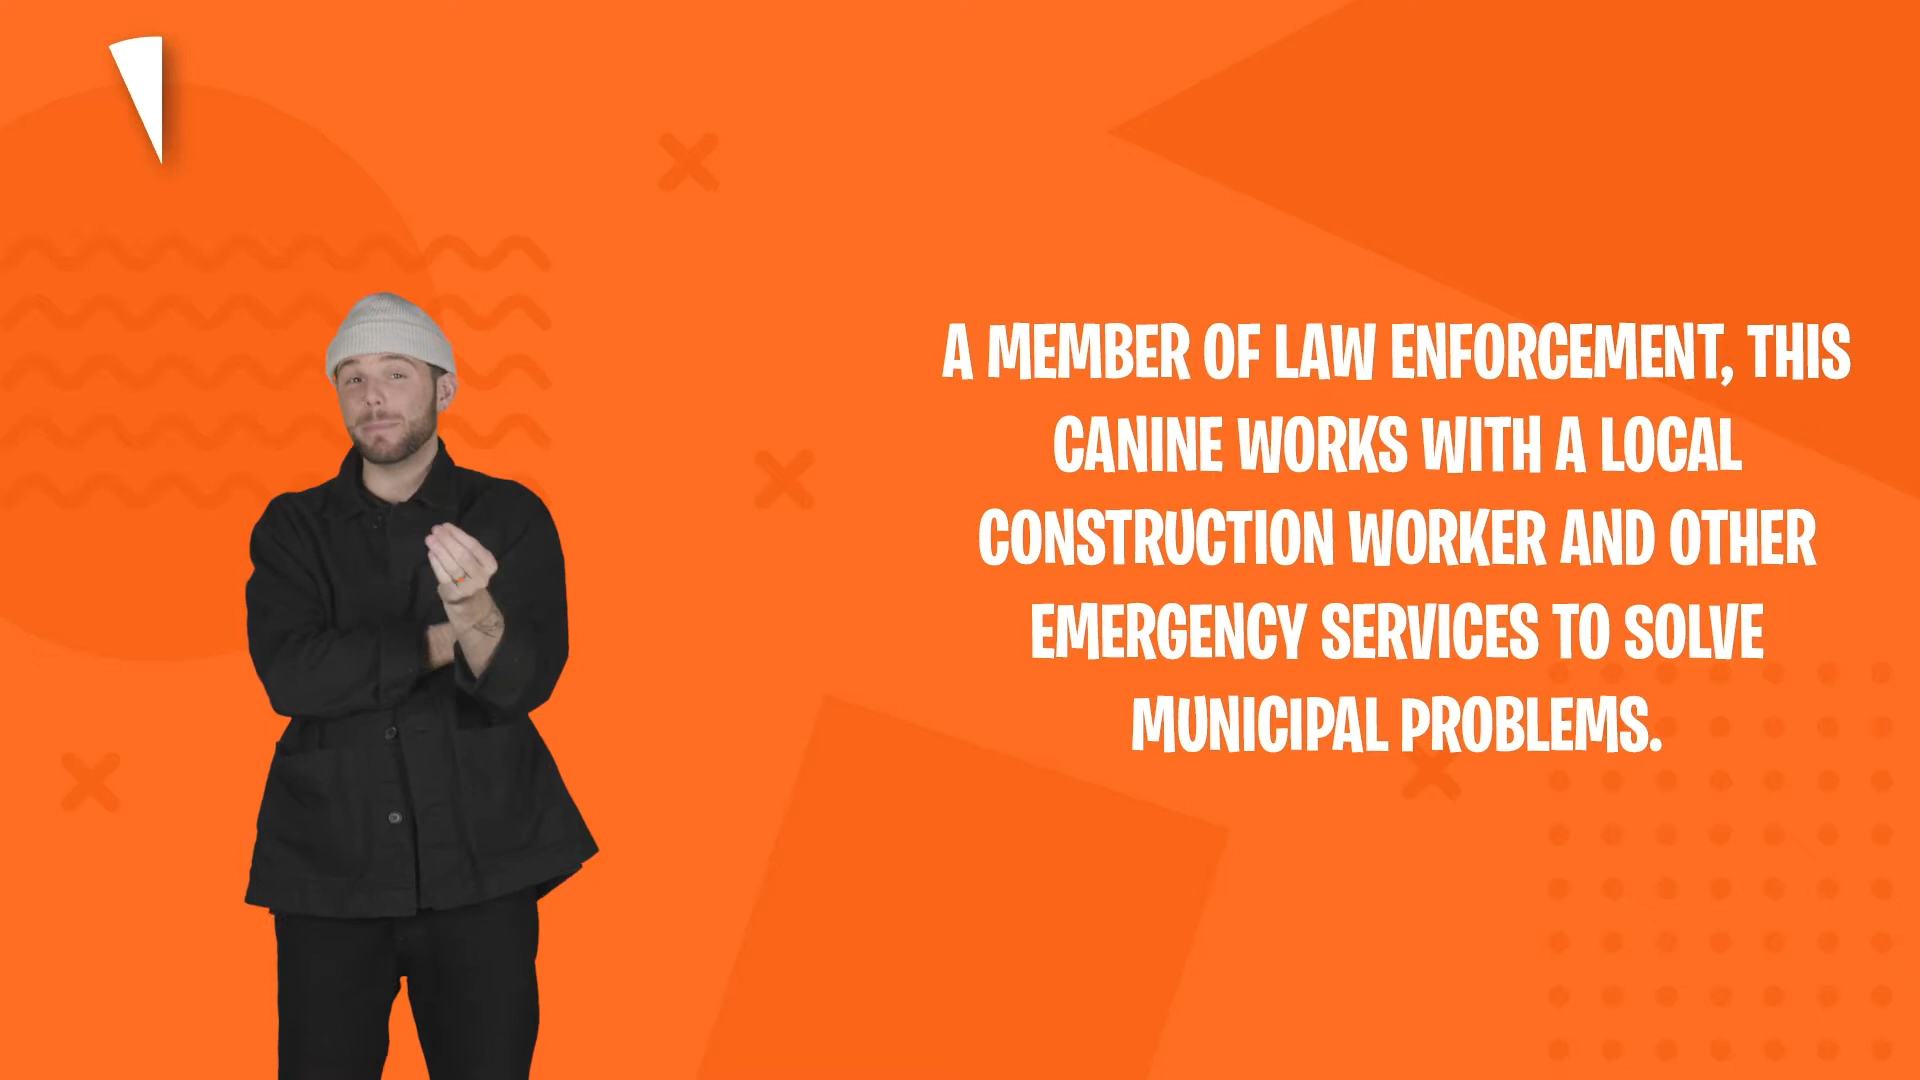 A MEMBER OF LAW ENFORCEMENT, THIS
CANINE WORKS WITH A LOCAL
CONSTRUCTION WORKER AND OTHER
EMERGENCY SERVICES TO SOLVE
MUNICIPAL PROBLEMS.